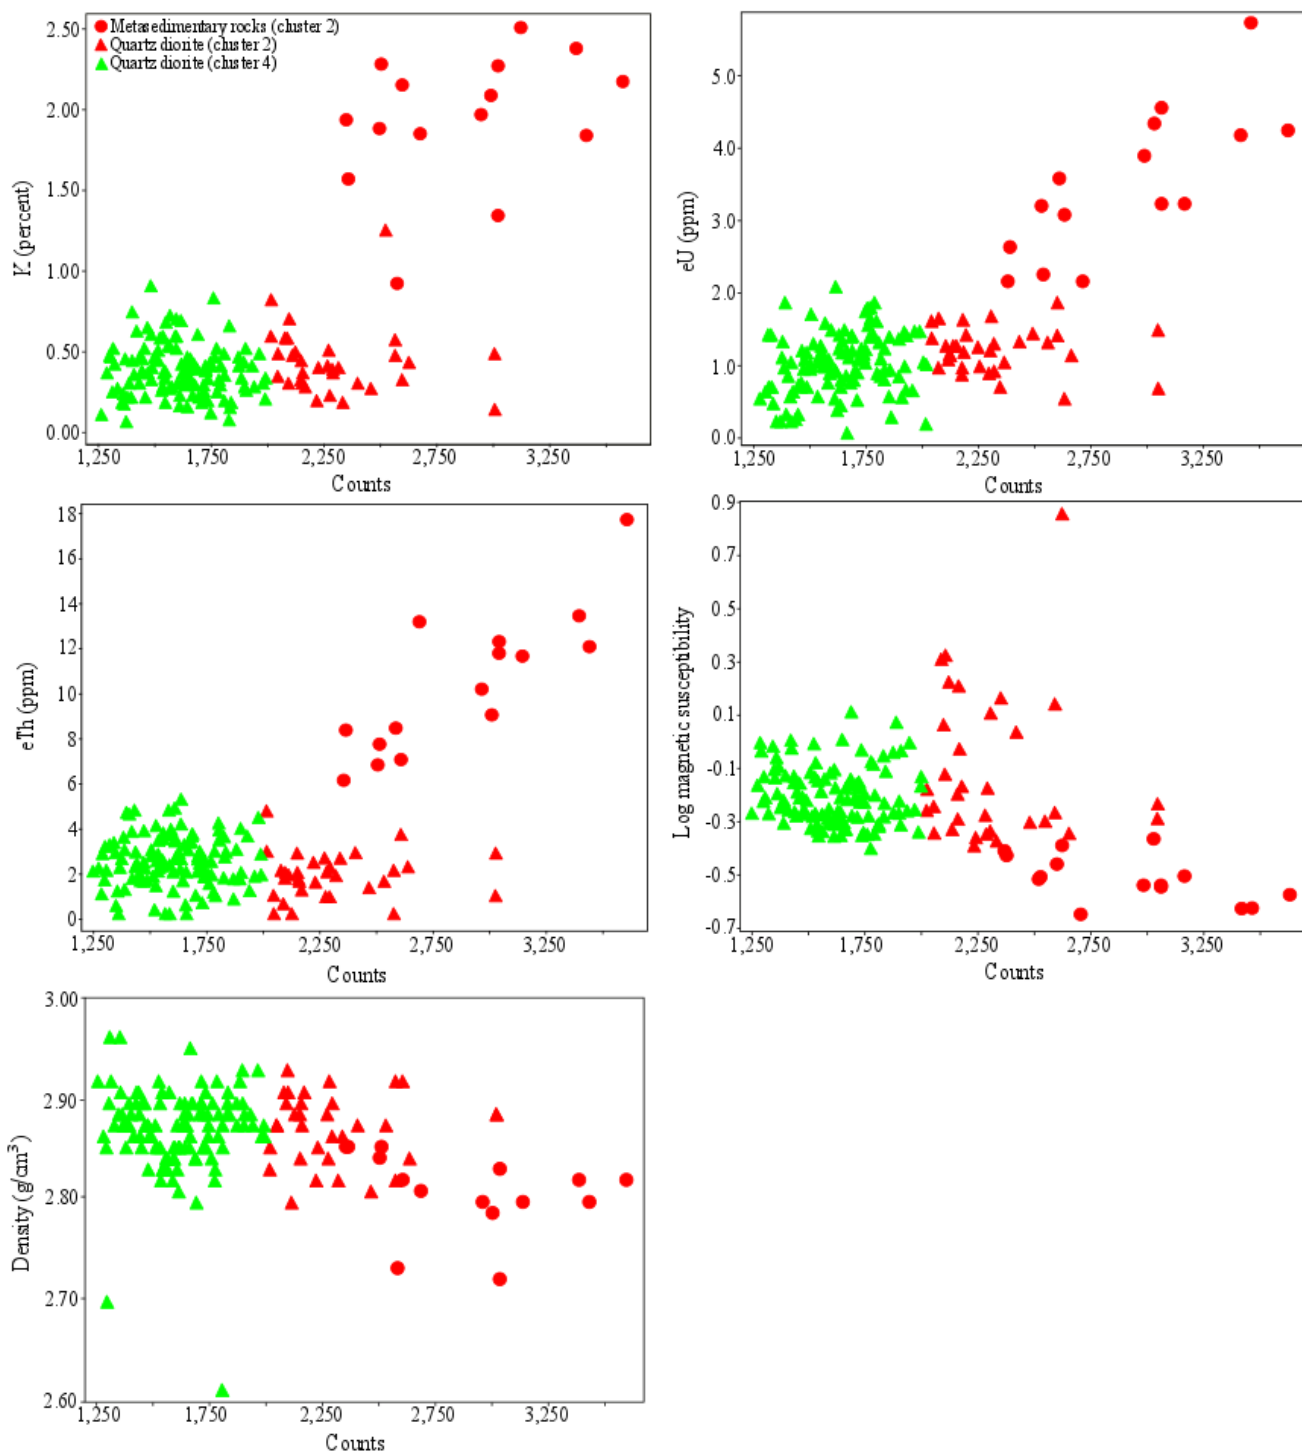 2.50
2.00
1.50
1.00
0.50
0.00
K (percent)
Metasedimentary rocks (cluster 2)
Quartz diorite (cluster 2)
Quartz diorite (cluster 4)
1,250 1,750 2,250 2,750 3,250
Counts
5.0
4.0
3.0
2.0
1.0
0.0
eU (ppm)
1,250 1,750 2,250 2,750 3,250
Counts
18
16
14
12
10
8
6
4
2
0
eTh (ppm)
1,250 1,750 2,250 2,750 3,250
Counts
0.9
0.7
0.5
0.3
0.1
-0.1
-0.3
-0.5
-0.7
Log magnetic susceptibility
1,250 1,750 2,250 2,750 3,250
Counts
3.00
2.90
2.80
2.70
2.60
Density (g/cm³)
1,250 1,750 2,250 2,750 3,250
Counts